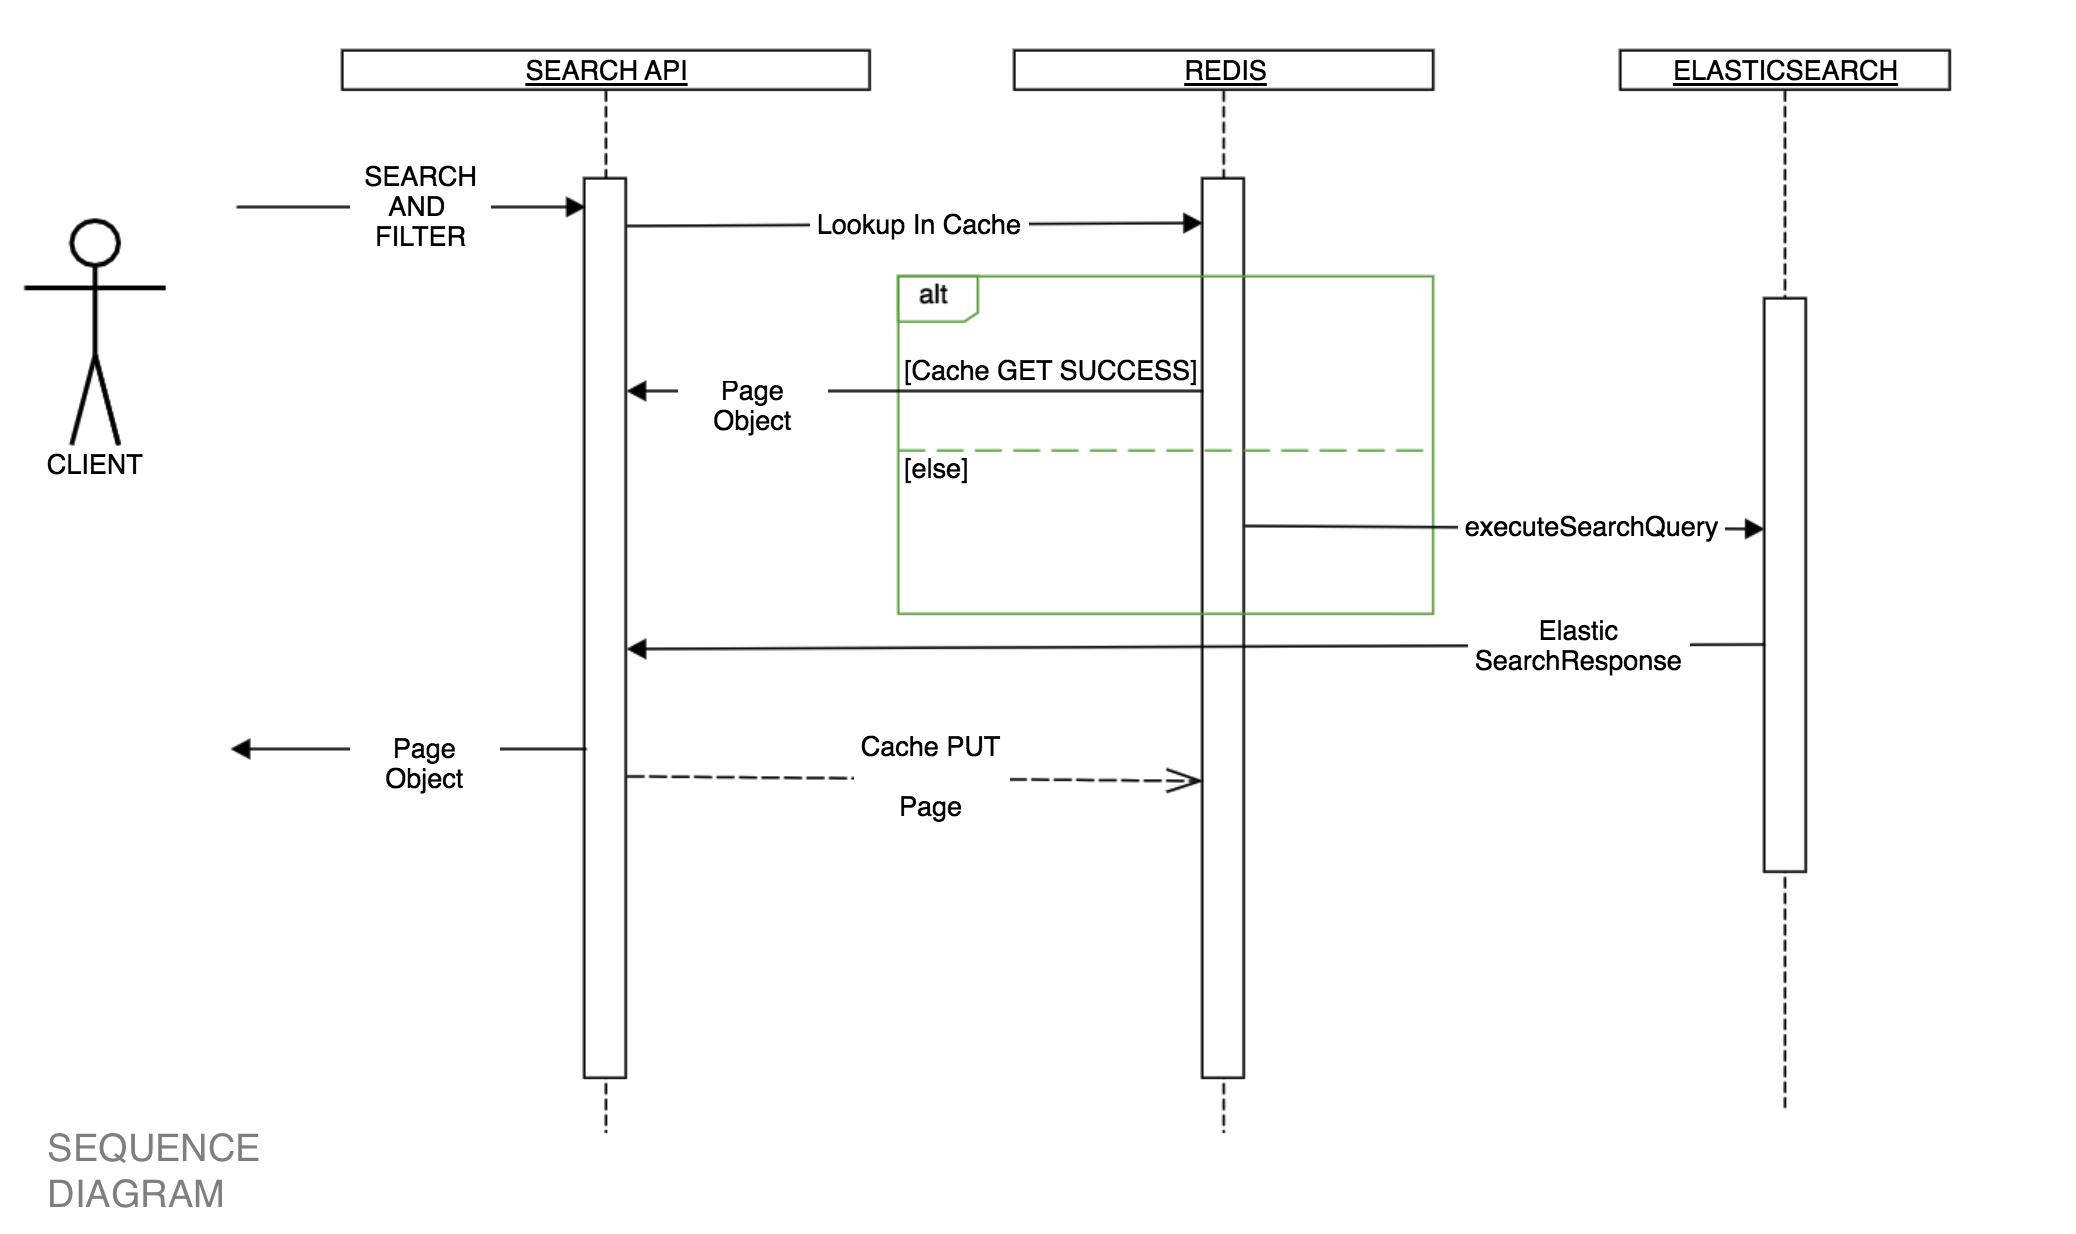 SEARCH API
REDIS
ELASTICSEARCH
SEARCH
AND
FILTER
Lookup In Cache
alt
[Cache GET SUCCESS]
Page
Object
CLIENT
[else]
executeSearchQuery
Elastic
SearchResponse
Page
Object
Cache PUT
Page
SEQUENCE
DIAGRAM